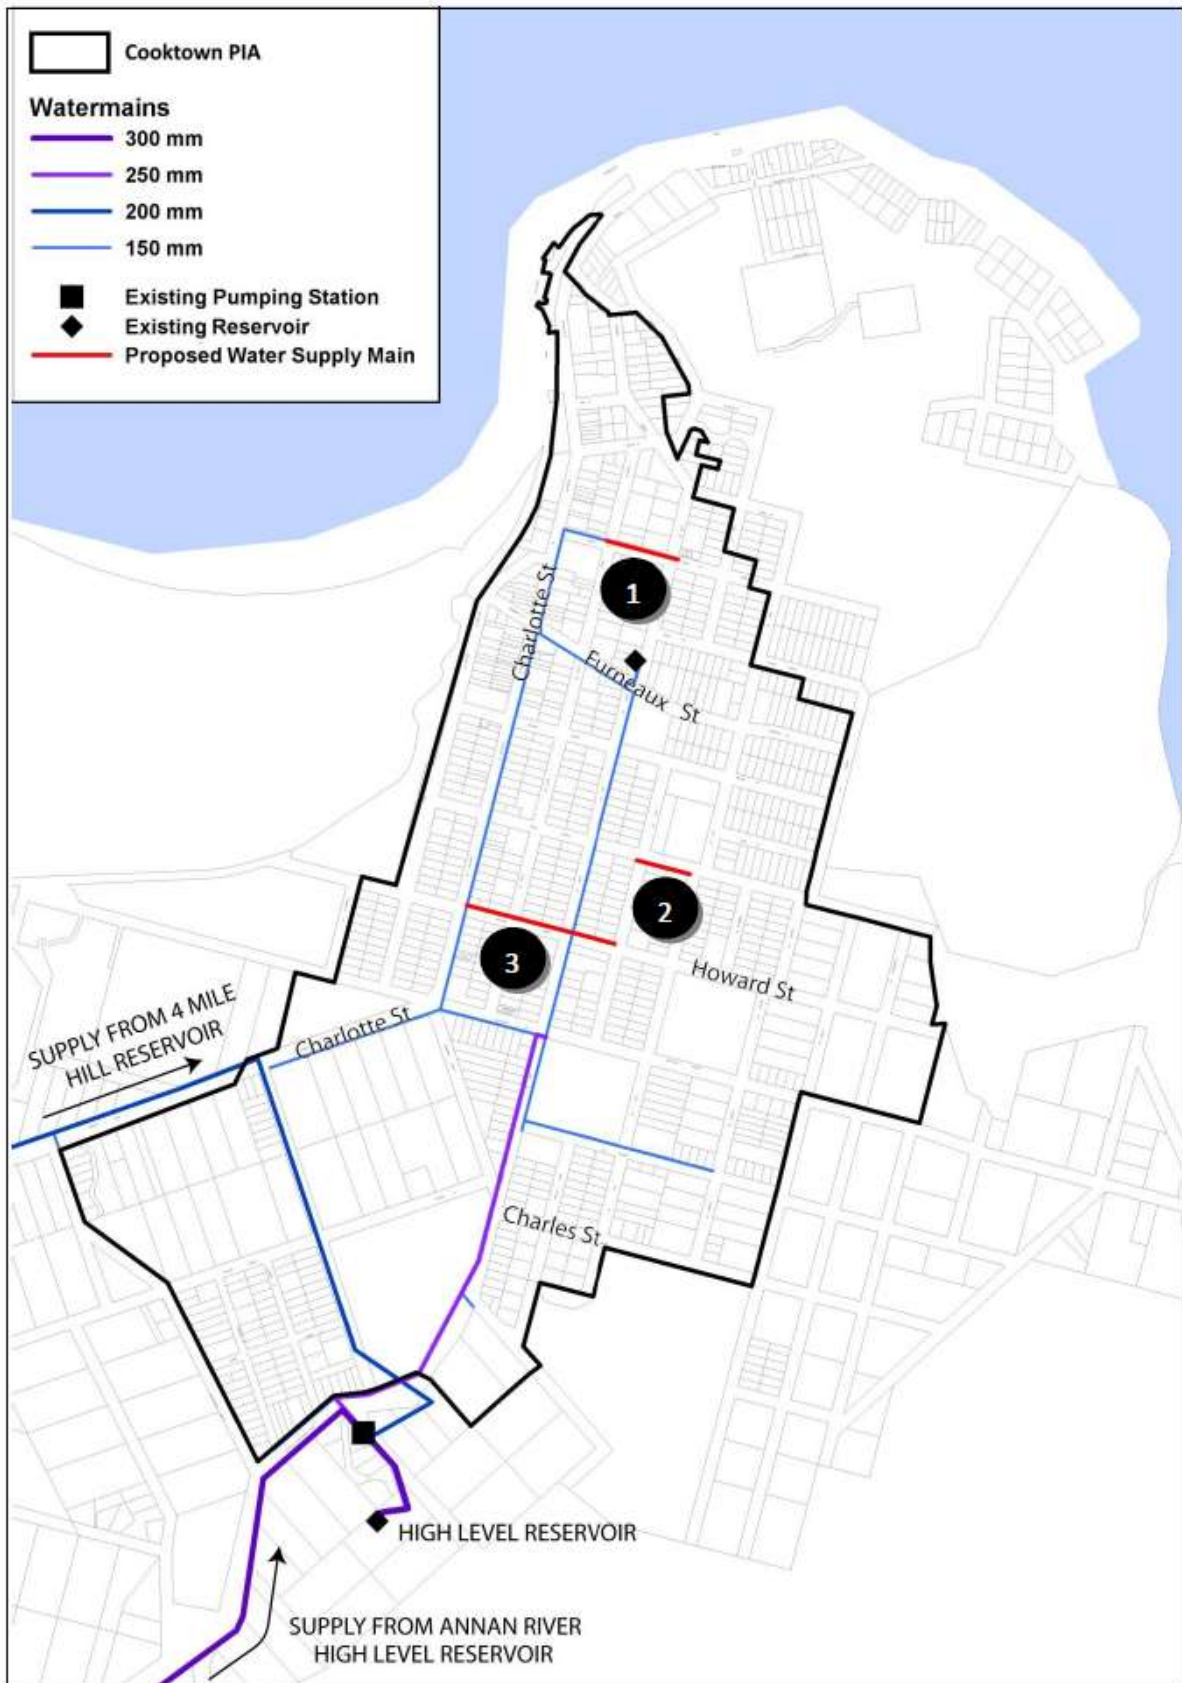 Cooktown PIA
Watermains
300 mm
250 mm
200 mm
150 mm
Existing Pumping Station
Existing Reservoir
Proposed Water Supply Main
1
Charlotte St
Furneaux St
2
3
Howard St
SUPPLY FROM 4 MILE
HILL RESERVOIR
Charlotte St
Charles St
HIGH LEVEL RESERVOIR
SUPPLY FROM ANNAN RIVER
HIGH LEVEL RESERVOIR